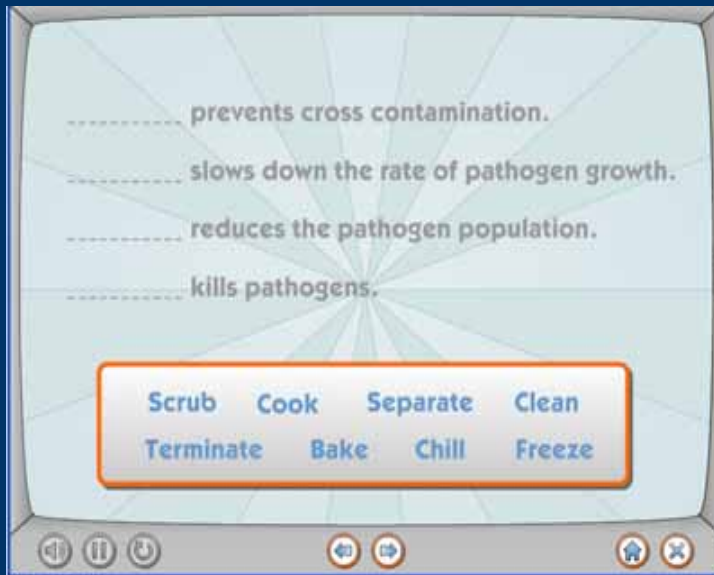 __________ prevents cross contamination.
__________ slows down the rate of pathogen growth.
__________ reduces the pathogen population.
__________ kills pathogens.
Scrub Cook Separate Clean
Terminate Bake Chill Freeze